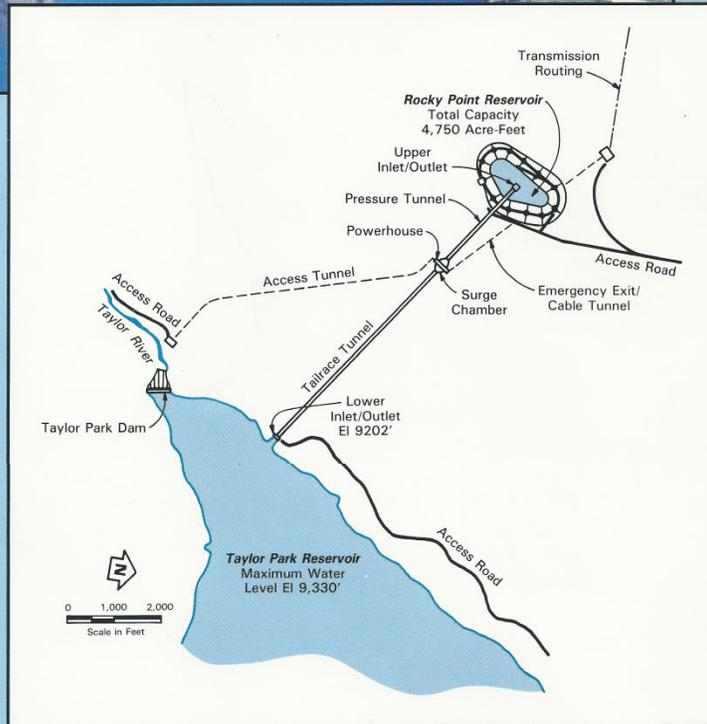 Transmission
Routing
Rocky Point Reservoir
Total Capacity
4,750 Acre-Feet
Upper
Inlet/Outlet
Pressure Tunnel
Powerhouse
Access Tunnel
Access Road
Surge
Chamber
Emergency Exit/
Cable Tunnel
Access Road
Taylor River
Tailrace Tunnel
Taylor Park Dam
Lower
Inlet/Outlet
El 9202'
Access Road
Taylor Park Reservoir
Maximum Water
Level El 9,330'
N
0 1,000 2,000
Scale in Feet